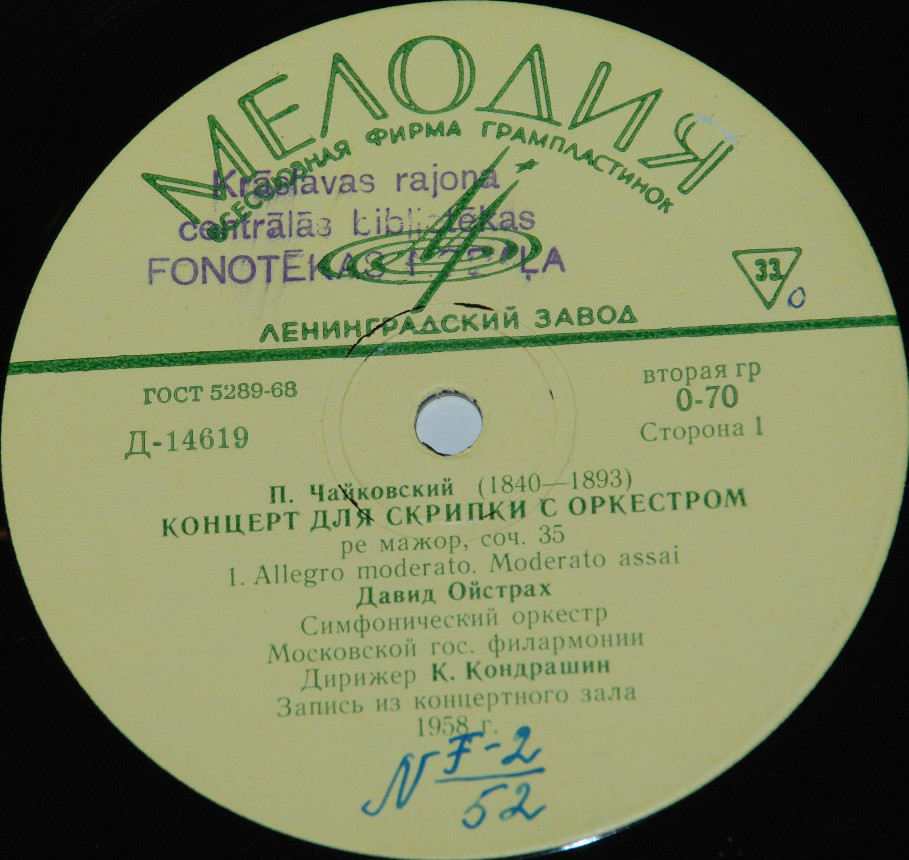 МЕЛОДИЯ
ВСЕСОЮЗНАЯ ФИРМА ГРАМПЛАСТИНОК
Krāslavas rajona
centrālās bibliotēkas
FONOTĒKAS
33
0
ЛЕНИНГРАДСКИЙ ЗАВОД
ГОСТ 5289-68
вторая гр
0-70
Д-14619
Сторона 1
П. Чайковский (1840—1893)
КОНЦЕРТ ДЛЯ СКРИПКИ С ОРКЕСТРОМ
ре мажор, соч. 35
1. Allegro moderato. Moderato assai
Давид Ойстрах
Симфонический оркестр
Московской гос. филармонии
Дирижер К. Кондрашин
Запись из концертного зала
1958 г.
N F-2
52